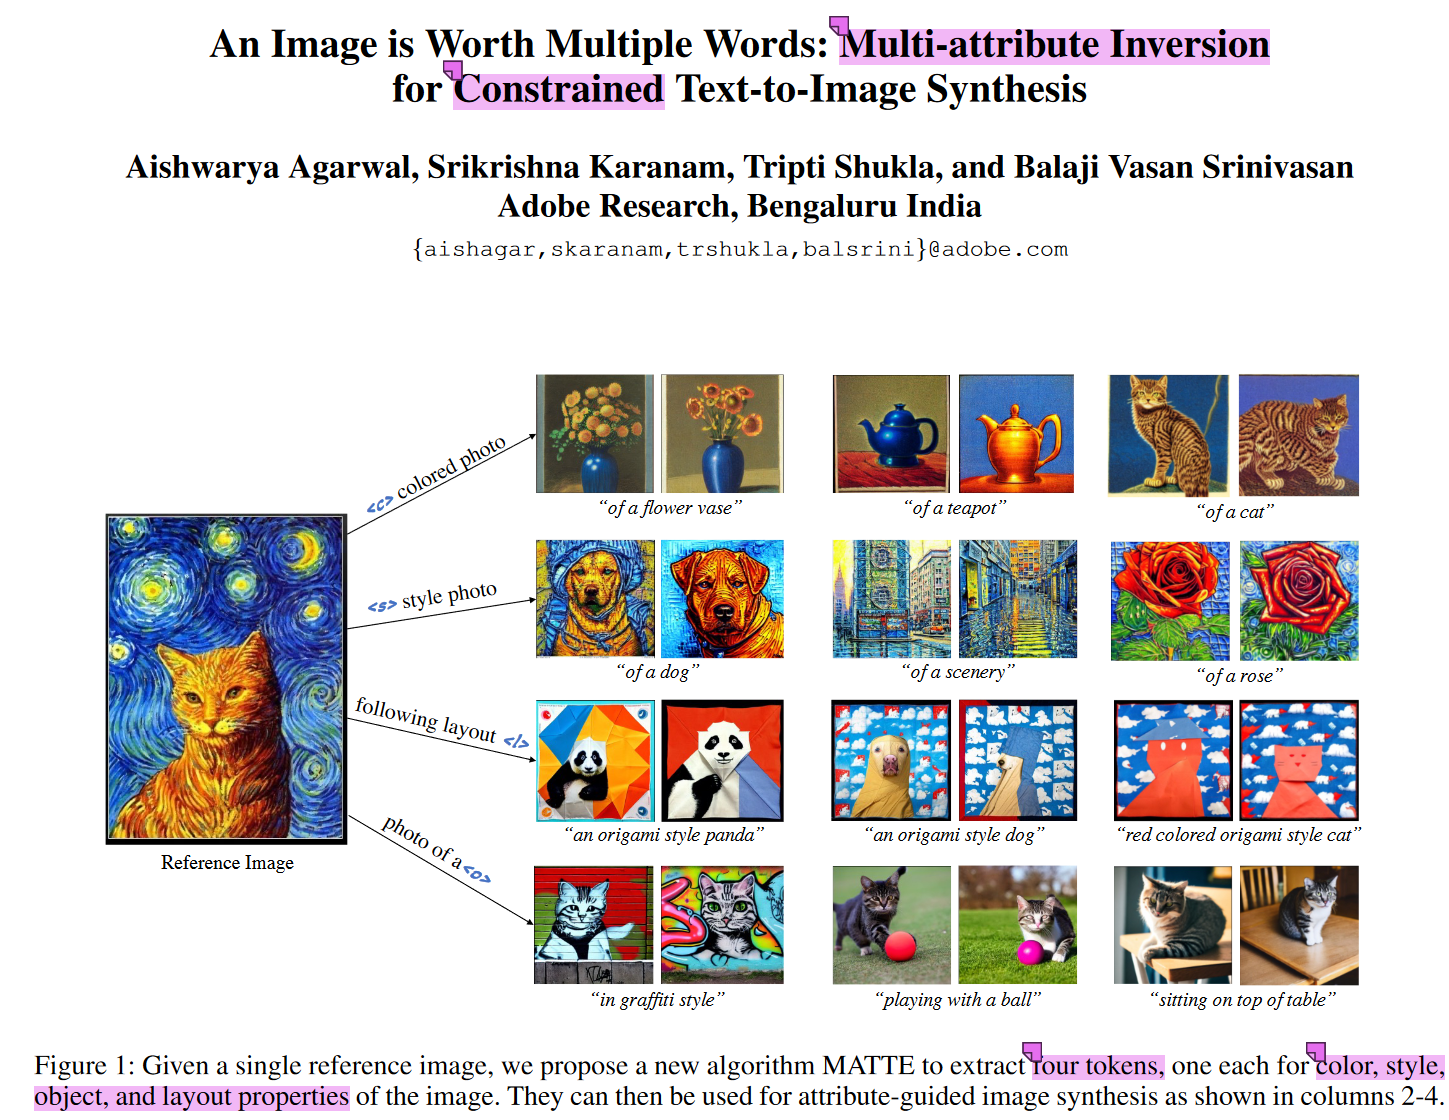 An Image is Worth Multiple Words: Multi-attribute Inversion
for Constrained Text-to-Image Synthesis
Aishwarya Agarwal, Srikrishna Karanam, Tripti Shukla, and Balaji Vasan Srinivasan
Adobe Research, Bengaluru India
{aishagar,skaranam,trshukla,balsrini}@adobe.com
<c> colored photo
“of a flower vase”
“of a teapot”
“of a cat”
<s> style photo
“of a dog”
“of a scenery”
“of a rose”
following layout <l>
“an origami style panda”
“an origami style dog”
“red colored origami style cat”
photo of a <o>
“in graffiti style”
“playing with a ball”
“sitting on top of table”
Reference Image
Figure 1: Given a single reference image, we propose a new algorithm MATTE to extract four tokens, one each for color, style,
object, and layout properties of the image. They can then be used for attribute-guided image synthesis as shown in columns 2-4.